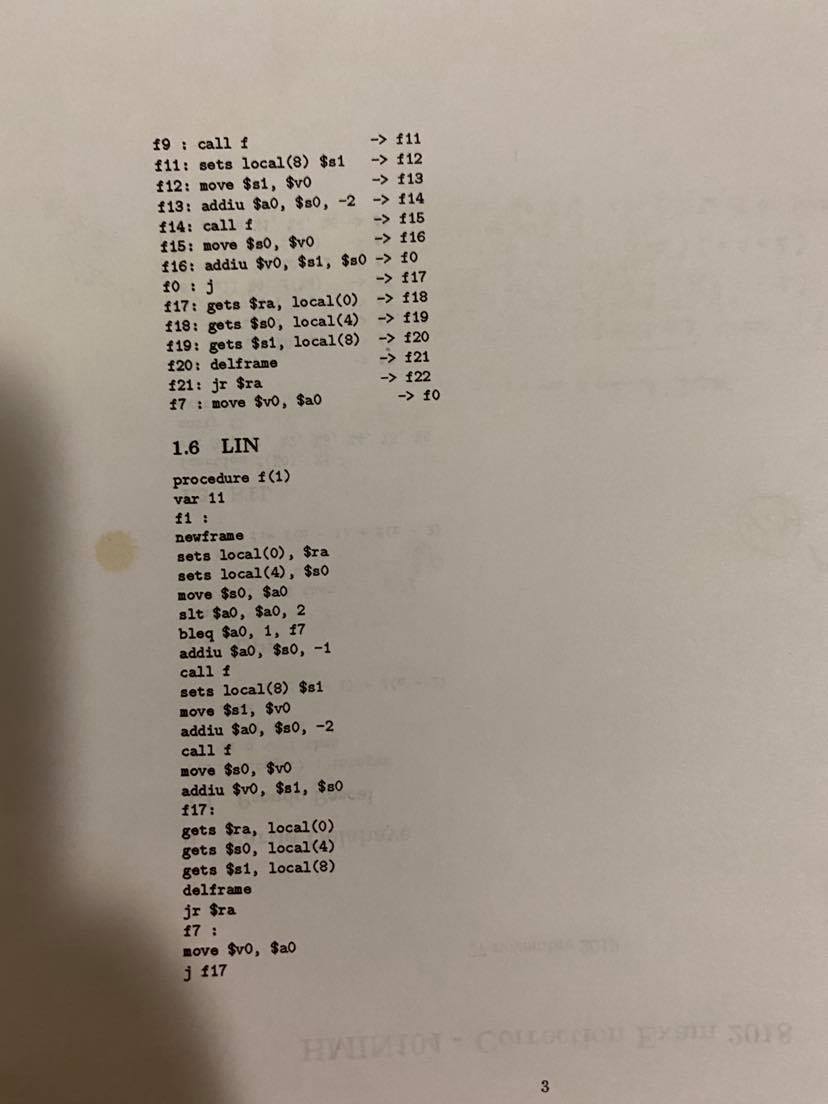 f9 : call f -> f11
f11: sets local(8) $s1 -> f12
f12: move $s1, $v0 -> f13
f13: addiu $a0, $s0, -2 -> f14
f14: call f -> f15
f15: move $s0, $v0 -> f16
f16: addiu $v0, $s1, $s0 -> f0
f0 : j -> f17
f17: gets $ra, local(0) -> f18
f18: gets $s0, local(4) -> f19
f19: gets $s1, local(8) -> f20
f20: delframe -> f21
f21: jr $ra -> f22
f7 : move $v0, $a0 -> f0
1.6 LIN
procedure f(1)
var 11
f1 :
newframe
sets local(0), $ra
sets local(4), $s0
move $s0, $a0
slt $a0, $a0, 2
bleq $a0, 1, f7
addiu $a0, $s0, -1
call f
sets local(8) $s1
move $s1, $v0
addiu $a0, $s0, -2
call f
move $s0, $v0
addiu $v0, $s1, $s0
f17:
gets $ra, local(0)
gets $s0, local(4)
gets $s1, local(8)
delframe
jr $ra
f7 :
move $v0, $a0
j f17
HMIN104 - Correction Exam 2018
3